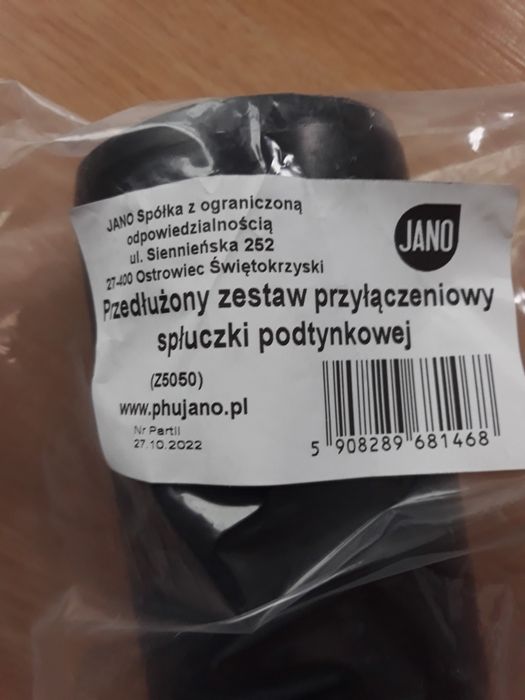 JANO Spółka z ograniczoną
odpowiedzialnością
ul. Siennieńska 252
27-400 Ostrowiec Świętokrzyski
JANO
Przedłużony zestaw przyłączeniowy
spłuczki podtynkowej
(Z5050)
www.phujano.pl
Nr Partii
27.10.2022
5 908289 681468